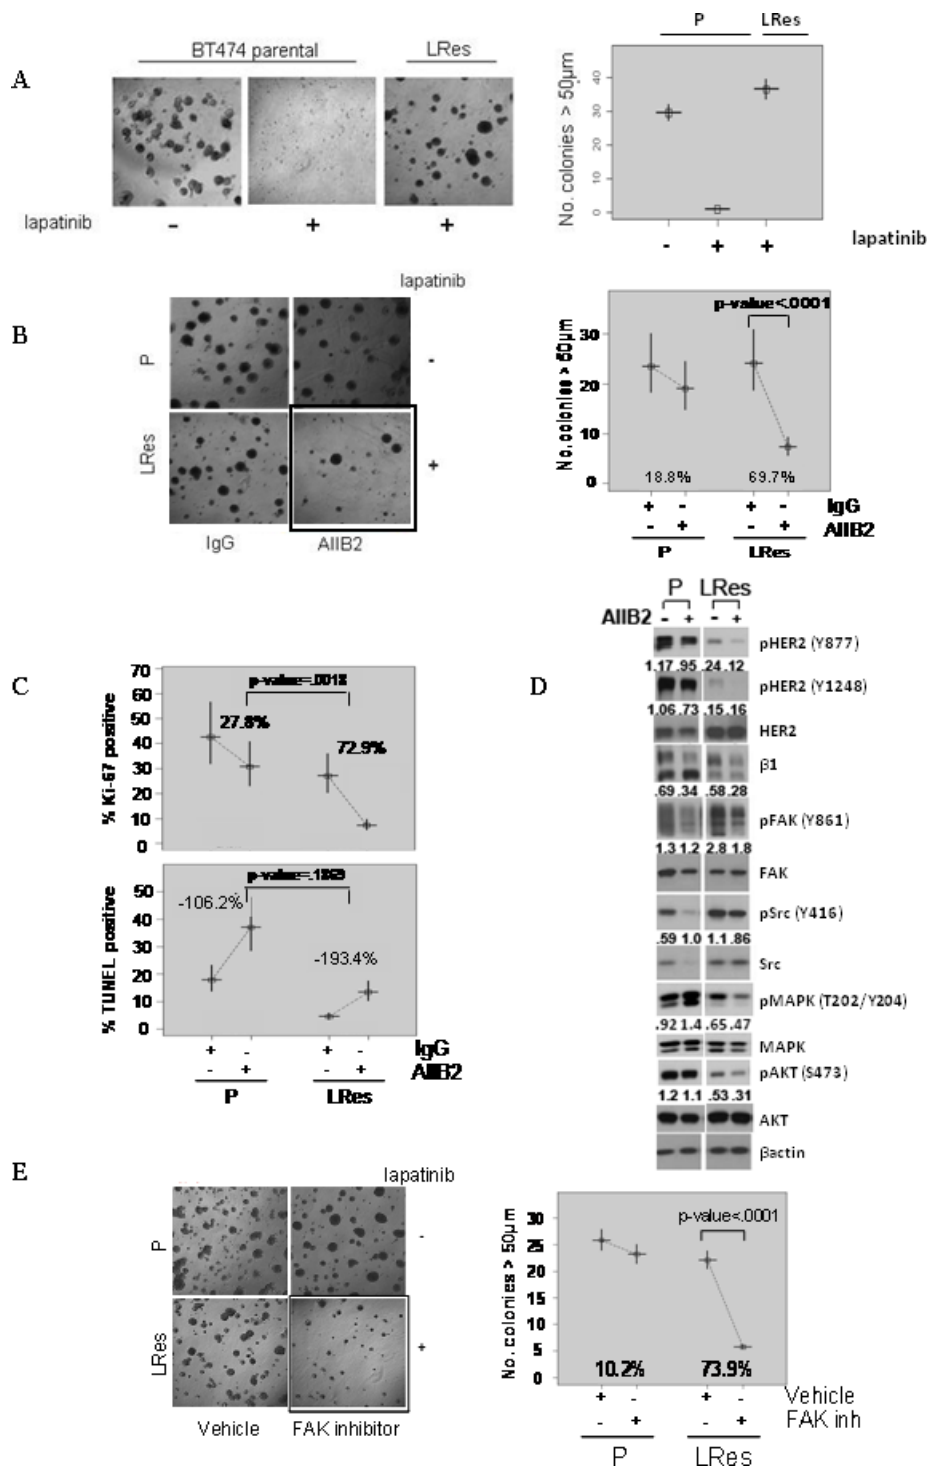 P LRes
BT474 parental LRes
A
No. colonies > 50µm
40
30
20
10
0
lapatinib - + +
- + + lapatinib
lapatinib
B
P -
LRes +
IgG AIIB2
p-value<.0001
No. colonies > 50µm
30
20
10
0
18.8% 69.7%
+ - + - IgG
- + - + AIIB2
P LRes
C
% Ki-67 positive
70
60
50
40
30
20
10
0
p-value=.0018
27.8%
72.9%
% TUNEL positive
50
40
30
20
10
0
p-value=.1869
-106.2%
-193.4%
+ - + - IgG
- + - + AIIB2
P LRes
D
P LRes
AIIB2 - + - +
pHER2 (Y877)
1.17 .95 .24 .12
pHER2 (Y1248)
1.06 .73 .15 .16
HER2
β1
.69 .34 .58 .28
pFAK (Y861)
1.3 1.2 2.8 1.8
FAK
pSrc (Y416)
.59 1.0 1.1 .86
Src
pMAPK (T202/Y204)
.92 1.4 .65 .47
MAPK
pAKT (S473)
1.2 1.1 .53 .31
AKT
βactin
E
lapatinib
P -
LRes +
Vehicle FAK inhibitor
No. colonies > 50µm
30
25
20
15
10
5
0
p-value<.0001
10.2% 73.9%
+ - + - Vehicle
- + - + FAK inh
P LRes